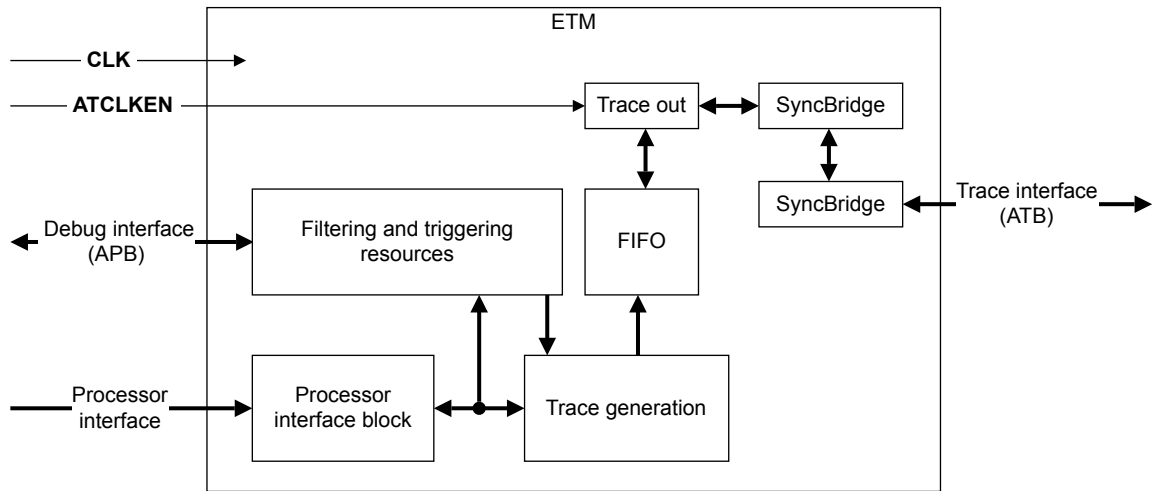 ETM
CLK
ATCLKEN
Trace out
SyncBridge
SyncBridge
Trace interface
(ATB)
Debug interface
(APB)
Filtering and triggering
resources
FIFO
Processor
interface
Processor
interface block
Trace generation